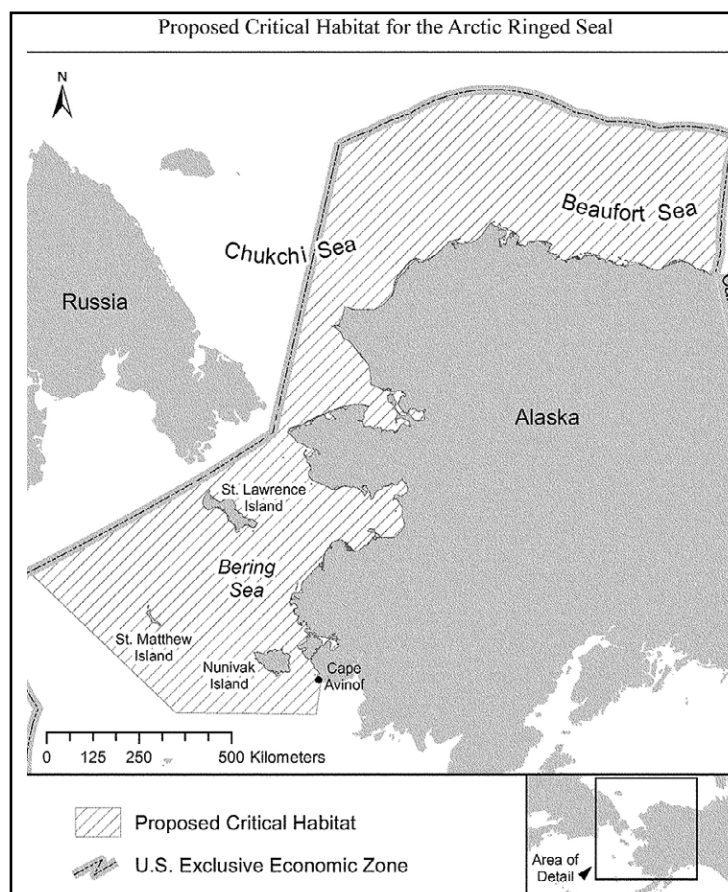 Proposed Critical Habitat for the Arctic Ringed Seal
N
Beaufort Sea
Chukchi Sea
Russia
Alaska
St. Lawrence
Island
Bering
Sea
St. Matthew
Island
Nunivak
Island
Cape
Avinof
0 125 250 500 Kilometers
Proposed Critical Habitat
U.S. Exclusive Economic Zone
Area of
Detail